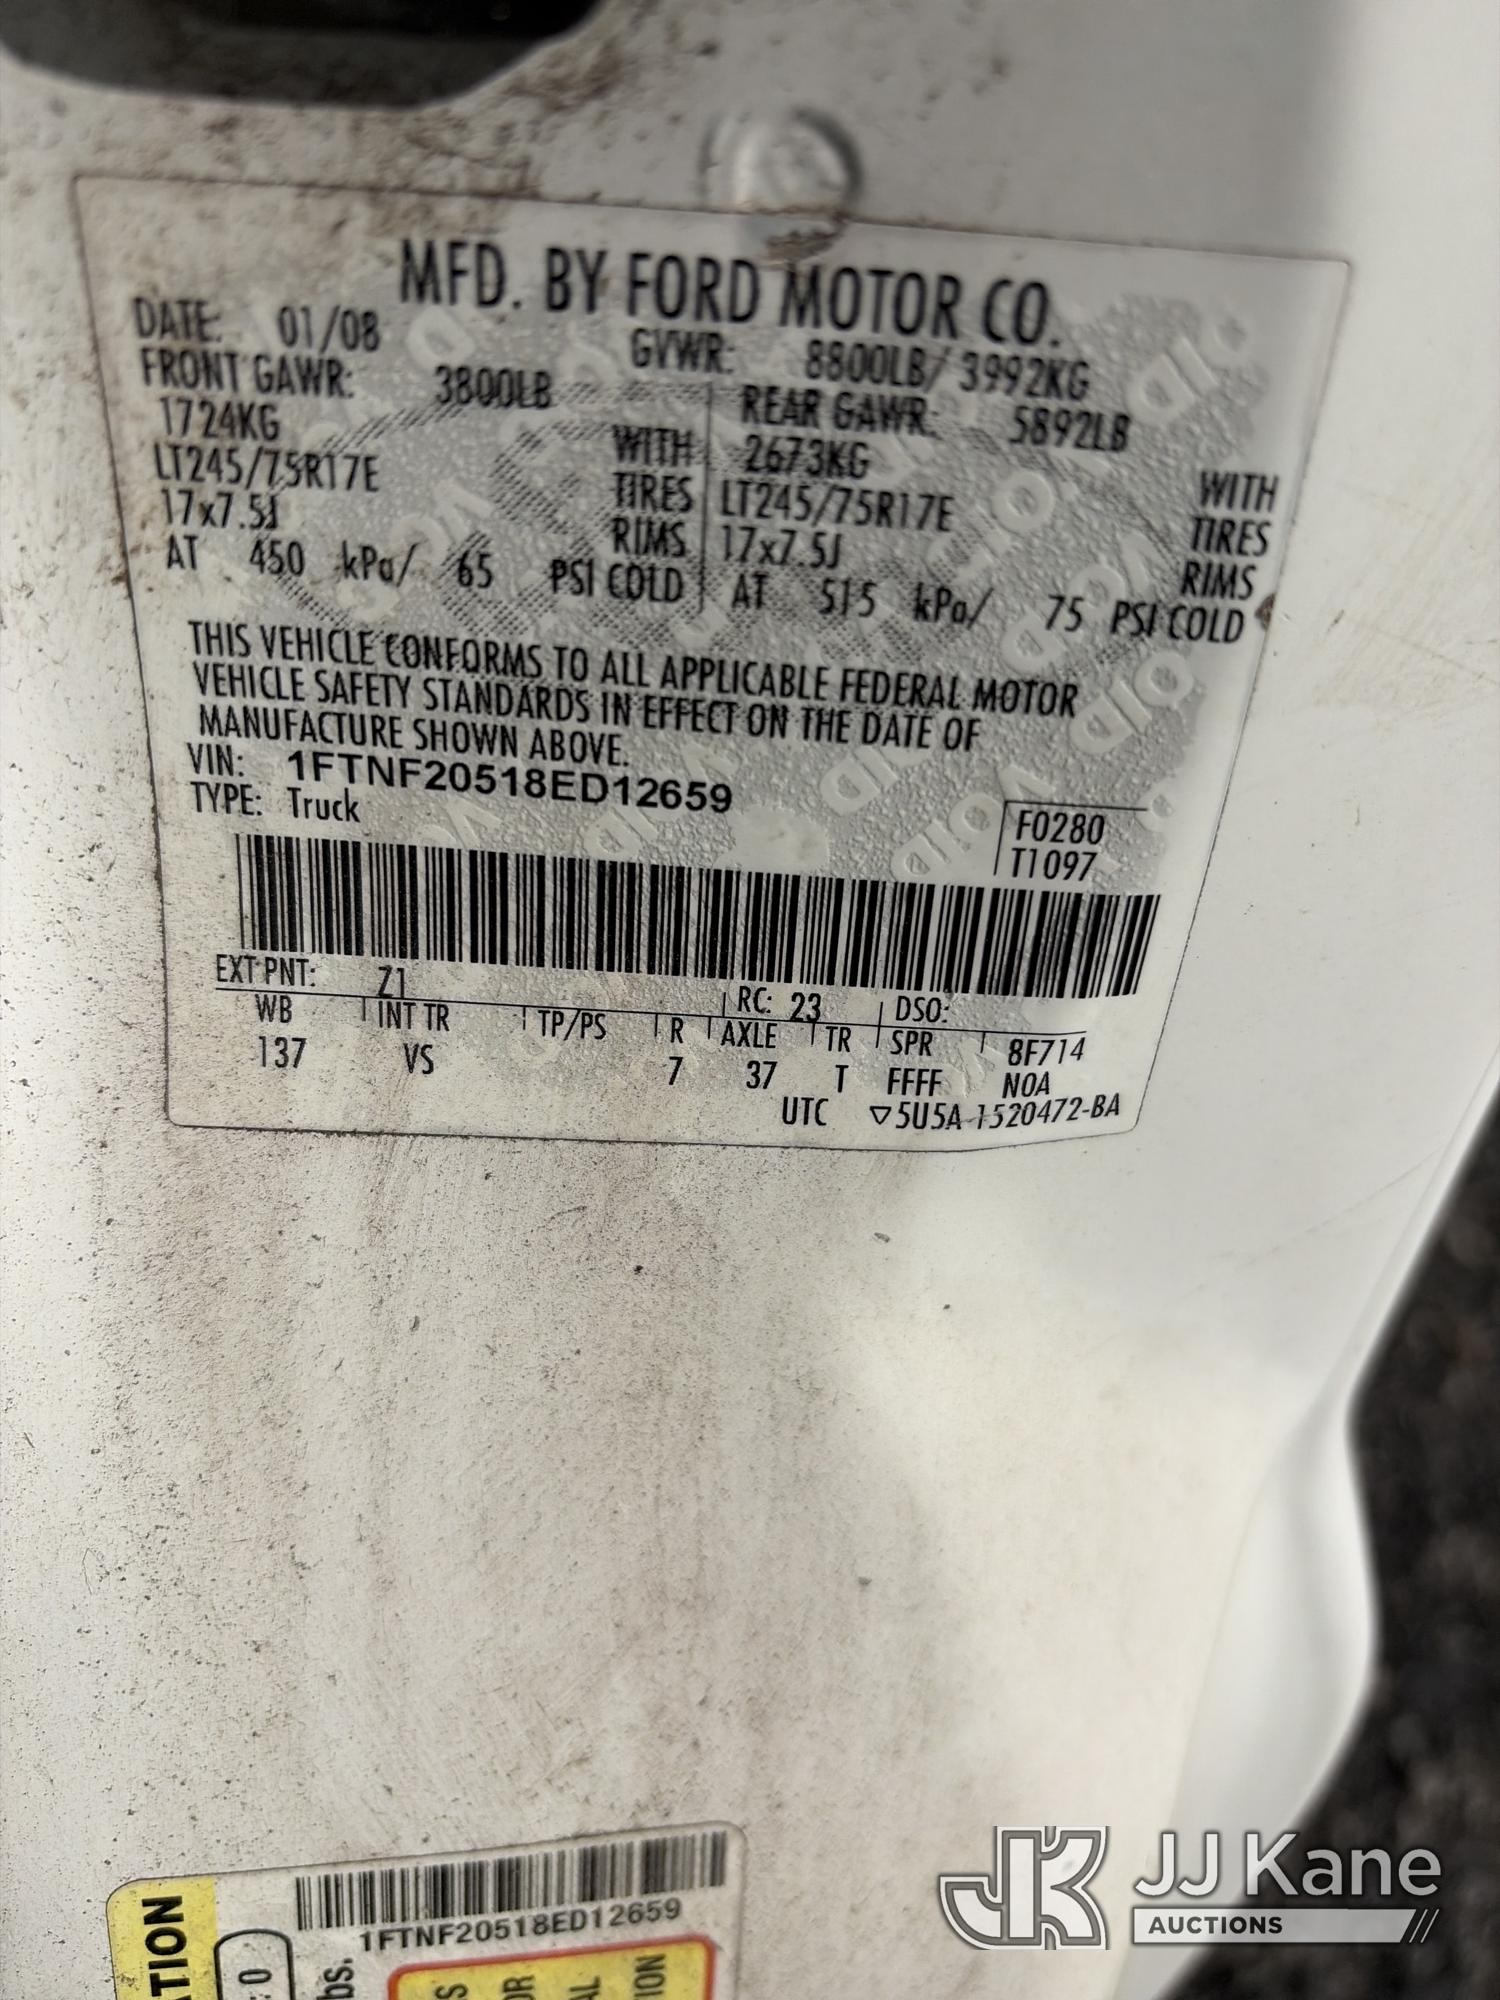 MFD. BY FORD MOTOR CO.
DATE: 01/08 GVWR: 8800LB/ 3992KG
FRONT GAWR: 3800LB REAR GAWR: 5892LB
1724KG WITH 2673KG WITH
LT245/75R17E TIRES LT245/75R17E TIRES
17x7.5J RIMS 17x7.5J RIMS
AT 450 kPa/ 65 PSI COLD AT 515 kPa/ 75 PSI COLD
THIS VEHICLE CONFORMS TO ALL APPLICABLE FEDERAL MOTOR
VEHICLE SAFETY STANDARDS IN EFFECT ON THE DATE OF
MANUFACTURE SHOWN ABOVE.
VIN: 1FTNF20518ED12659
TYPE: Truck
F0280
T1097
EXT PNT: Z1 RC: 23 DSO:
WB INT TR TP/PS R AXLE TR SPR 8F714
137 VS 7 37 T FFFF NOA
UTC ▽5U5A-1520472-BA
1FTNF20518ED12659
JJ Kane
AUCTIONS